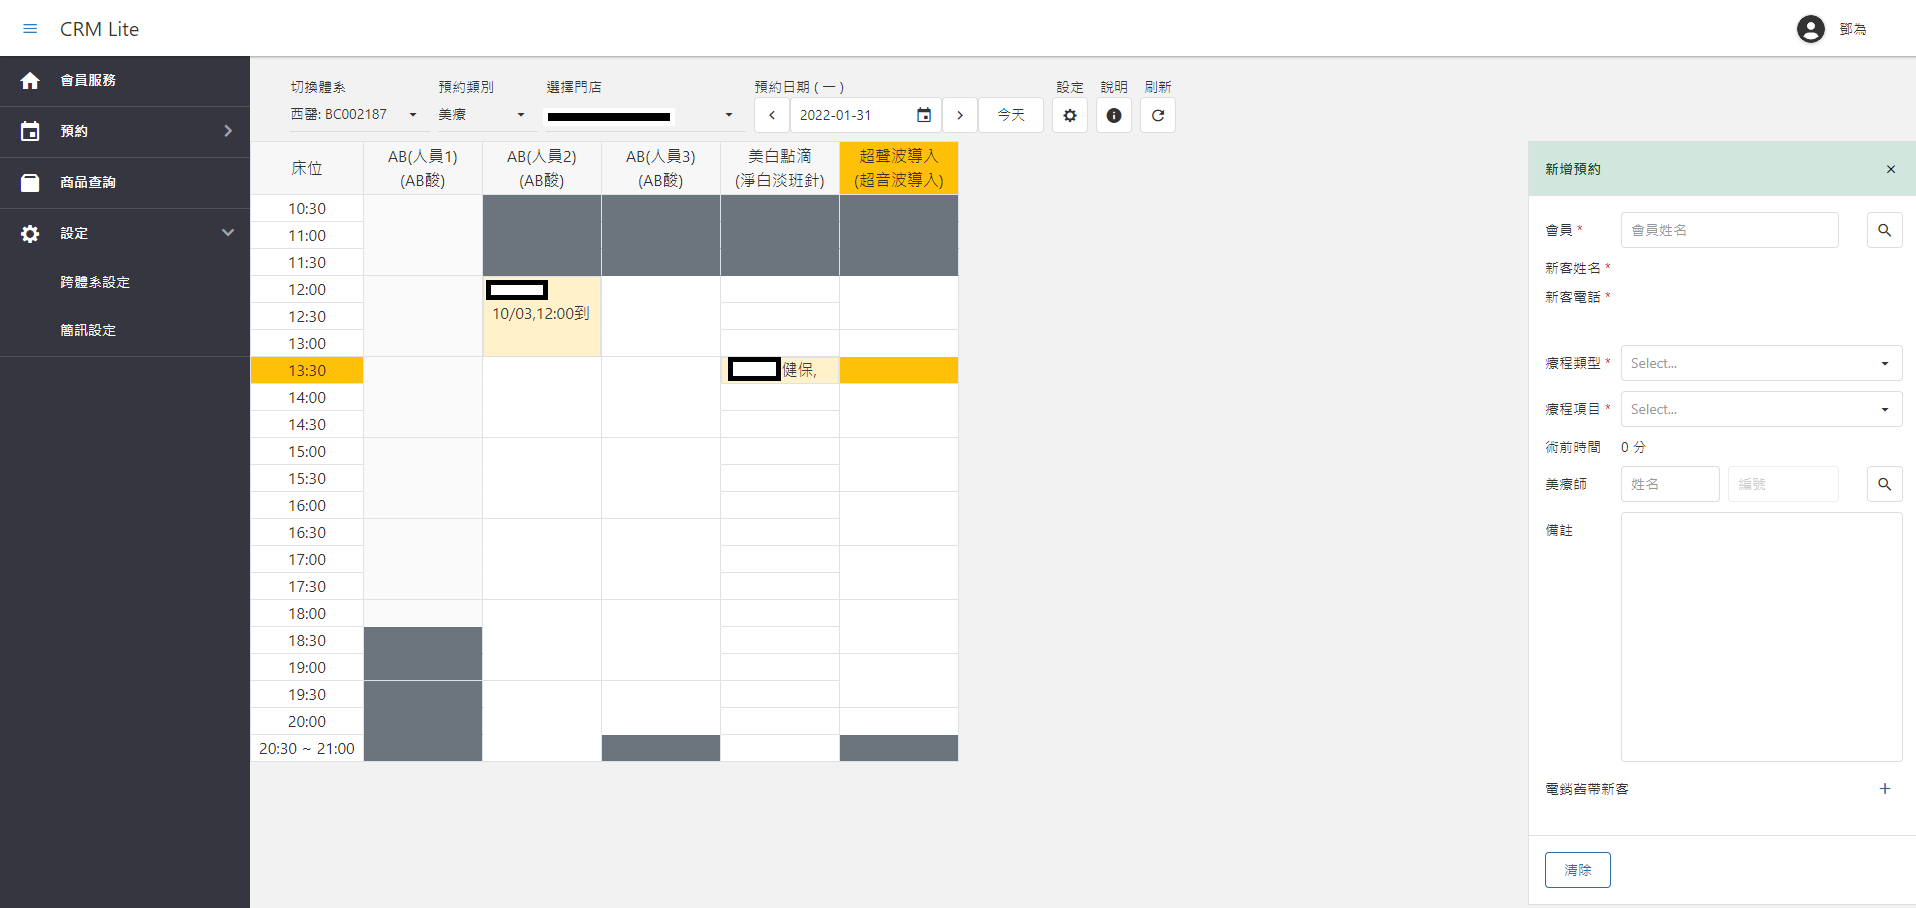 CRM Lite
鄧為
會員服務
預約
商品查詢
設定
跨體系設定
簡訊設定
切換體系
西醫: BC002187
預約類別
美療
選擇門店
預約日期 ( 一 )
2022-01-31
今天
設定
說明
刷新
床位
AB(人員1)
(AB酸)
AB(人員2)
(AB酸)
AB(人員3)
(AB酸)
美白點滴
(淨白淡班針)
超聲波導入
(超音波導入)
10:30
11:00
11:30
12:00
10/03,12:00到
12:30
13:00
13:30
健保,
14:00
14:30
15:00
15:30
16:00
16:30
17:00
17:30
18:00
18:30
19:00
19:30
20:00
20:30 ~ 21:00
新增預約
會員 *
會員姓名
新客姓名 *
新客電話 *
療程類型 *
Select...
療程項目 *
Select...
術前時間
0 分
美療師
姓名
編號
備註
電銷舊帶新客
清除